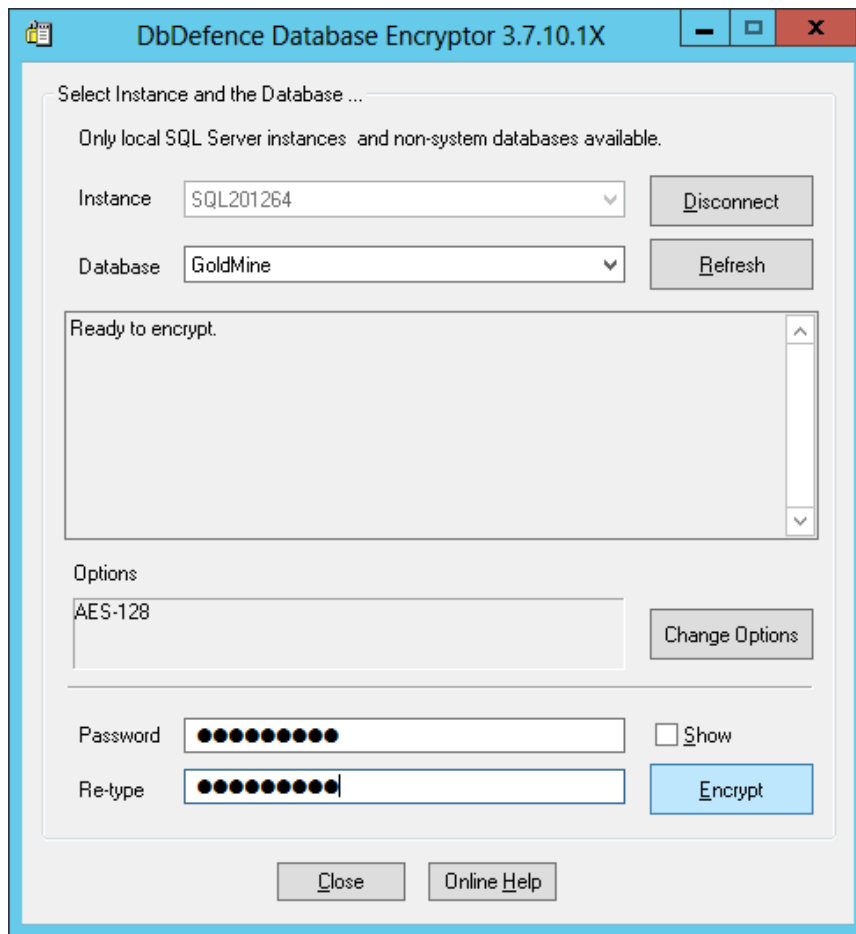 DbDefence Database Encryptor 3.7.10.1X
Select Instance and the Database ...
Only local SQL Server instances and non-system databases available.
Instance SQL201264 Disconnect
Database GoldMine Refresh
Ready to encrypt.
Options
AES-128
Change Options
Password ●●●●●●●●● Show
Re-type ●●●●●●●●● Encrypt
Close Online Help